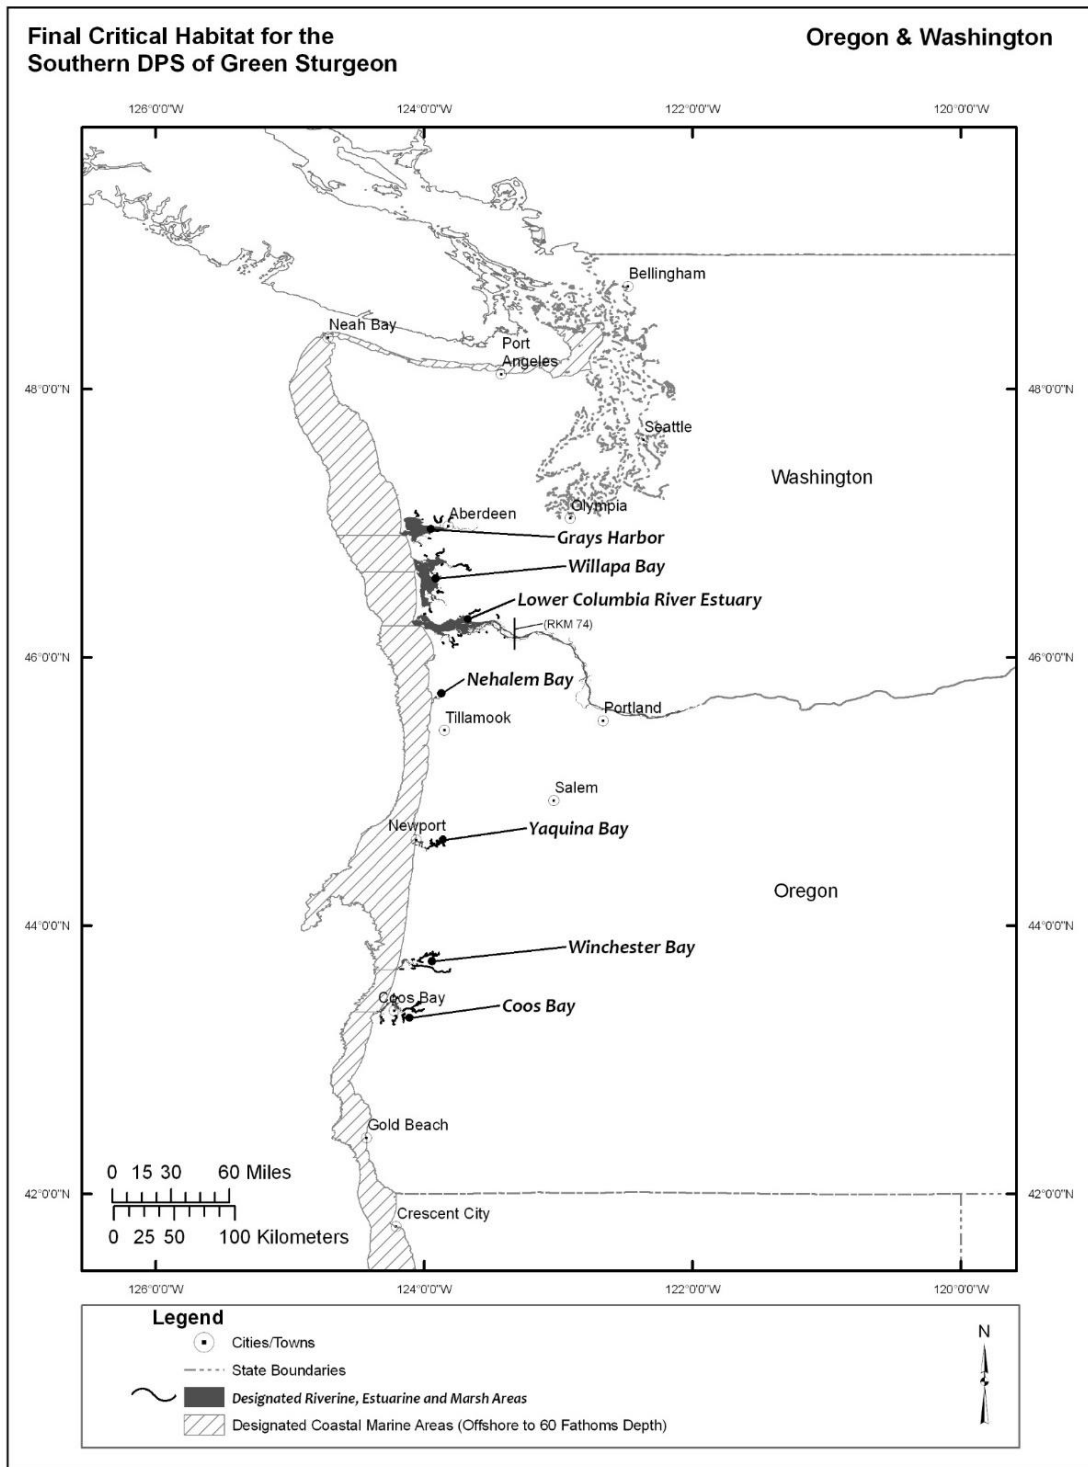 Final Critical Habitat for the
Southern DPS of Green Sturgeon
Oregon & Washington
126°0'0"W 124°0'0"W 122°0'0"W 120°0'0"W
Bellingham
Neah Bay
Port
Angeles
48°0'0"N 48°0'0"N
Seattle
Washington
Olympia
Aberdeen
Grays Harbor
Willapa Bay
Lower Columbia River Estuary
(RKM 74)
46°0'0"N 46°0'0"N
Nehalem Bay
Tillamook
Portland
Salem
Newport
Yaquina Bay
Oregon
44°0'0"N 44°0'0"N
Winchester Bay
Coos Bay
Coos Bay
Gold Beach
0 15 30 60 Miles
42°0'0"N 42°0'0"N
Crescent City
0 25 50 100 Kilometers
126°0'0"W 124°0'0"W 122°0'0"W 120°0'0"W
Legend
Cities/Towns
State Boundaries
Designated Riverine, Estuarine and Marsh Areas
Designated Coastal Marine Areas (Offshore to 60 Fathoms Depth)
N